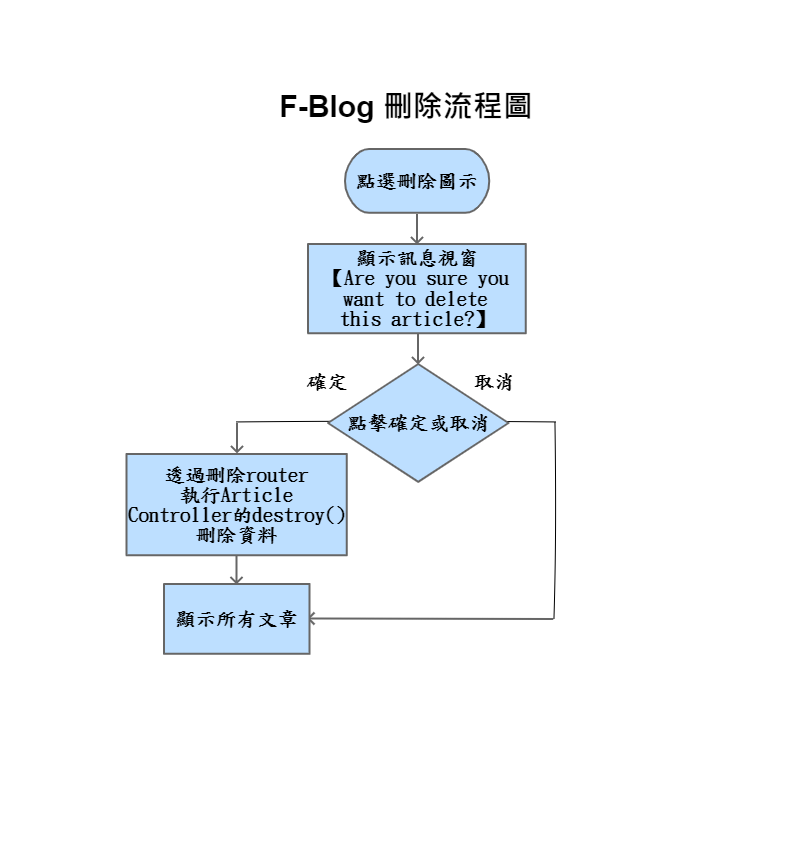 F-Blog 刪除流程圖
點選刪除圖示
顯示訊息視窗
【Are you sure you
want to delete
this article?】
確定
取消
點擊確定或取消
透過刪除router
執行Article
Controller的destroy()
刪除資料
顯示所有文章